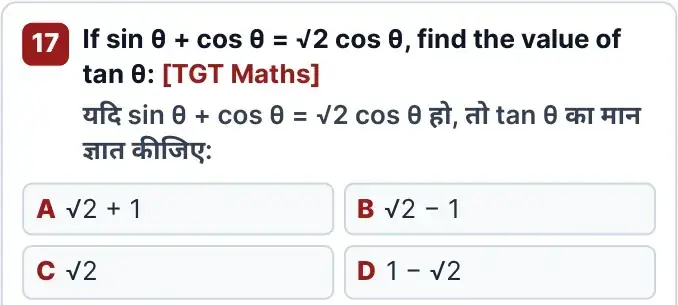 17 If sin θ + cos θ = √2 cos θ, find the value of
tan θ: [TGT Maths]
यदि sin θ + cos θ = √2 cos θ हो, तो tan θ का मान
ज्ञात कीजिए:
A √2 + 1
B √2 − 1
C √2
D 1 − √2